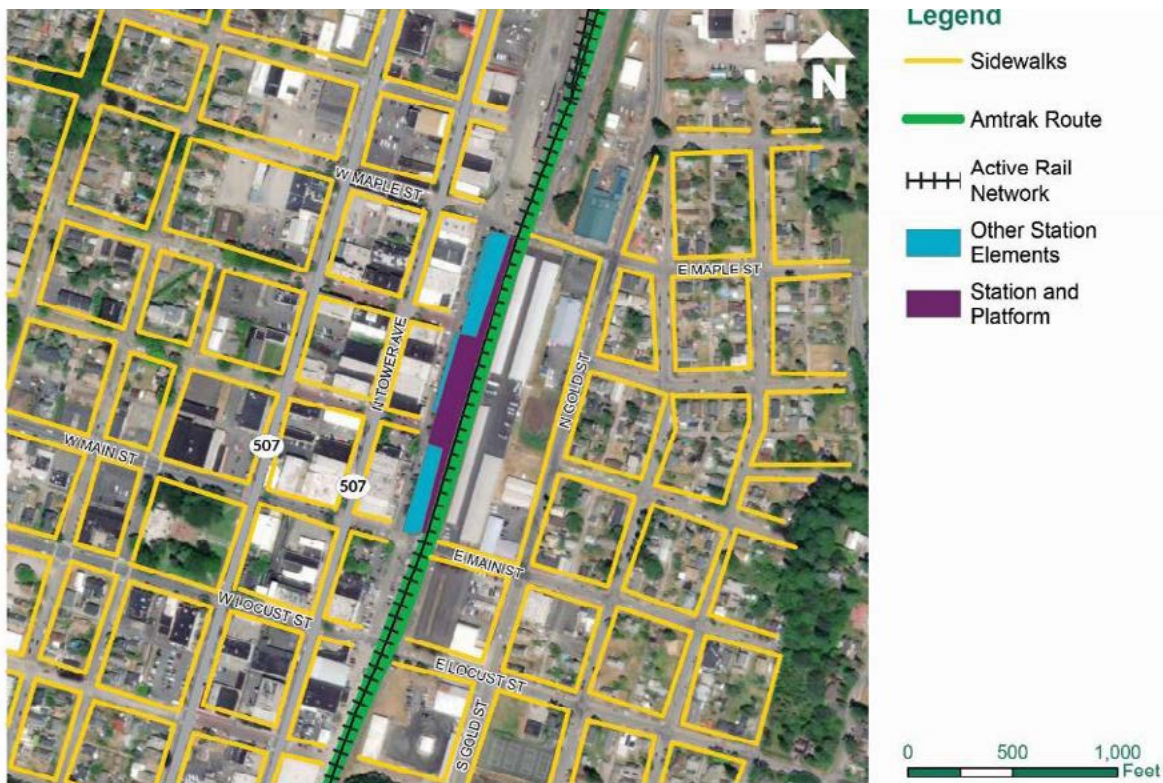 Legend
N
Sidewalks
Amtrak Route
Active Rail
Network
Other Station
Elements
Station and
Platform
W MAPLE ST
E MAPLE ST
N TOWER AVE
N GOLD ST
W MAIN ST
507
507
E MAIN ST
W LOCUST ST
E LOCUST ST
S GOLD ST
0 500 1,000
Feet